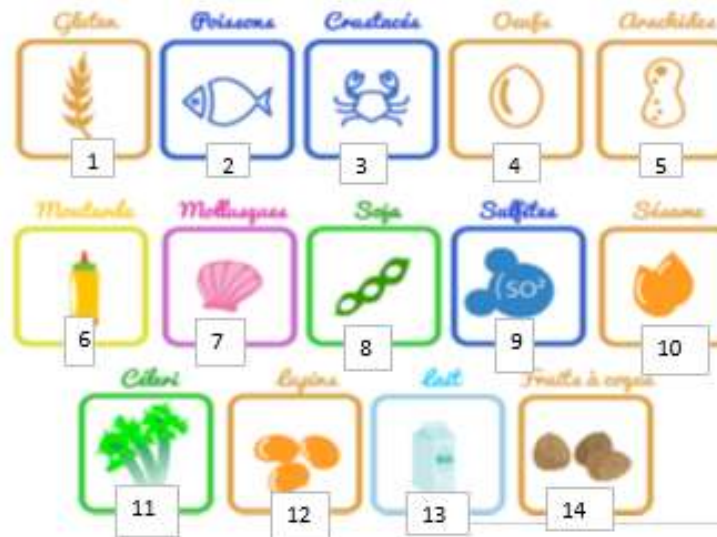 Gluten Poissons Crustacés Oeufs Arachides
1 2 3 4 5
Moutarde Mollusques Soja Sulfites Sésame
(SO²
6 7 8 9 10
Céleri Lupins Lait Fruits à coque
11 12 13 14